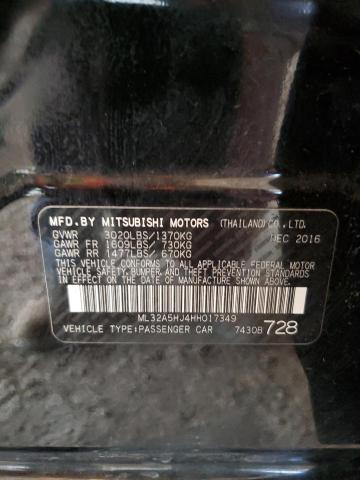 MFD.BY MITSUBISHI MOTORS (THAILAND)CO.,LTD.
GVWR 3020LBS/1370KG DEC 2016
GAWR FR 1609LBS/ 730KG
GAWR RR 1477LBS/ 670KG
THIS VEHICLE CONFORMS TO ALL APPLICABLE FEDERAL MOTOR
VEHICLE SAFETY,BUMPER,AND THEFT PREVENTION STANDARDS
IN EFFECT ON THE DATE OF MANUFACTURE SHOWN ABOVE.
ML32A5HJ4HH017349
VEHICLE TYPE:PASSENGER CAR 7430B 728